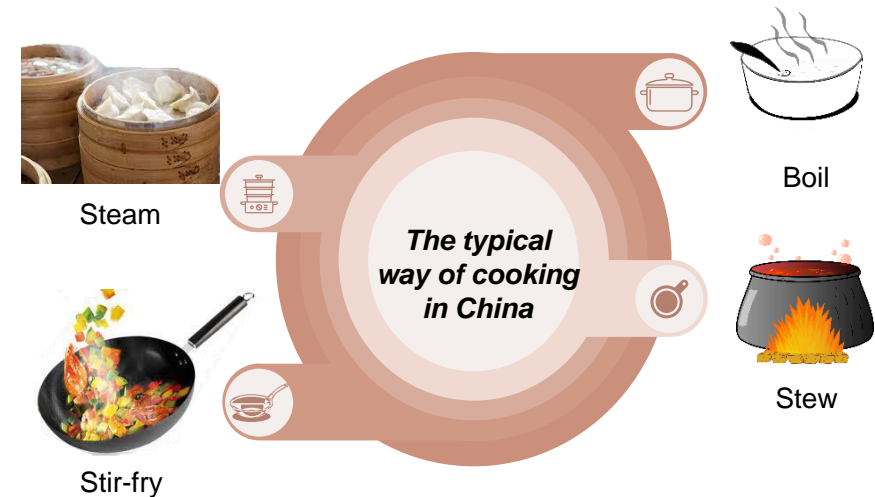 Steam
Boil
The typical
way of cooking
in China
Stir-fry
Stew